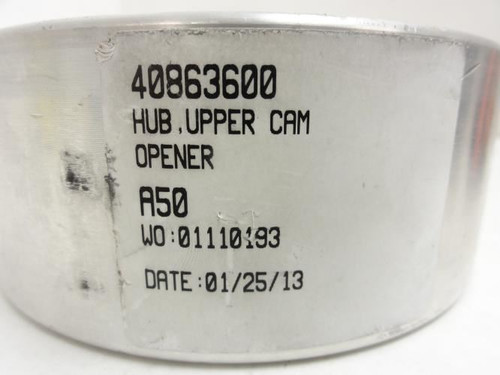 40863600
HUB,UPPER CAM
OPENER
A50
WO:01110193
DATE:01/25/13